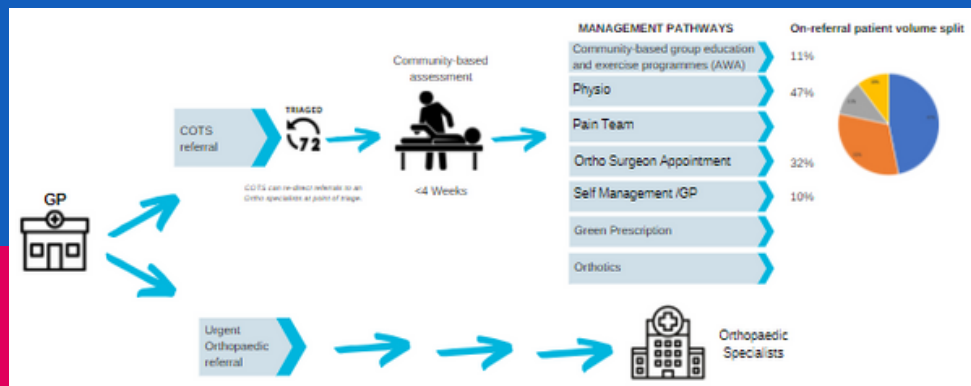 MANAGEMENT PATHWAYS
On-referral patient volume split
Community-based group education
and exercise programmes (AWA)
11%
Physio
47%
Pain Team
Ortho Surgeon Appointment
32%
Self Management /GP
10%
Green Prescription
Orthotics
Community-based
assessment
<4 Weeks
TRIAGED
72
COTS
referral
COTS can re-direct referrals to an
Ortho specialists at point of triage.
GP
Urgent
Orthopaedic
referral
Orthopaedic
Specialists